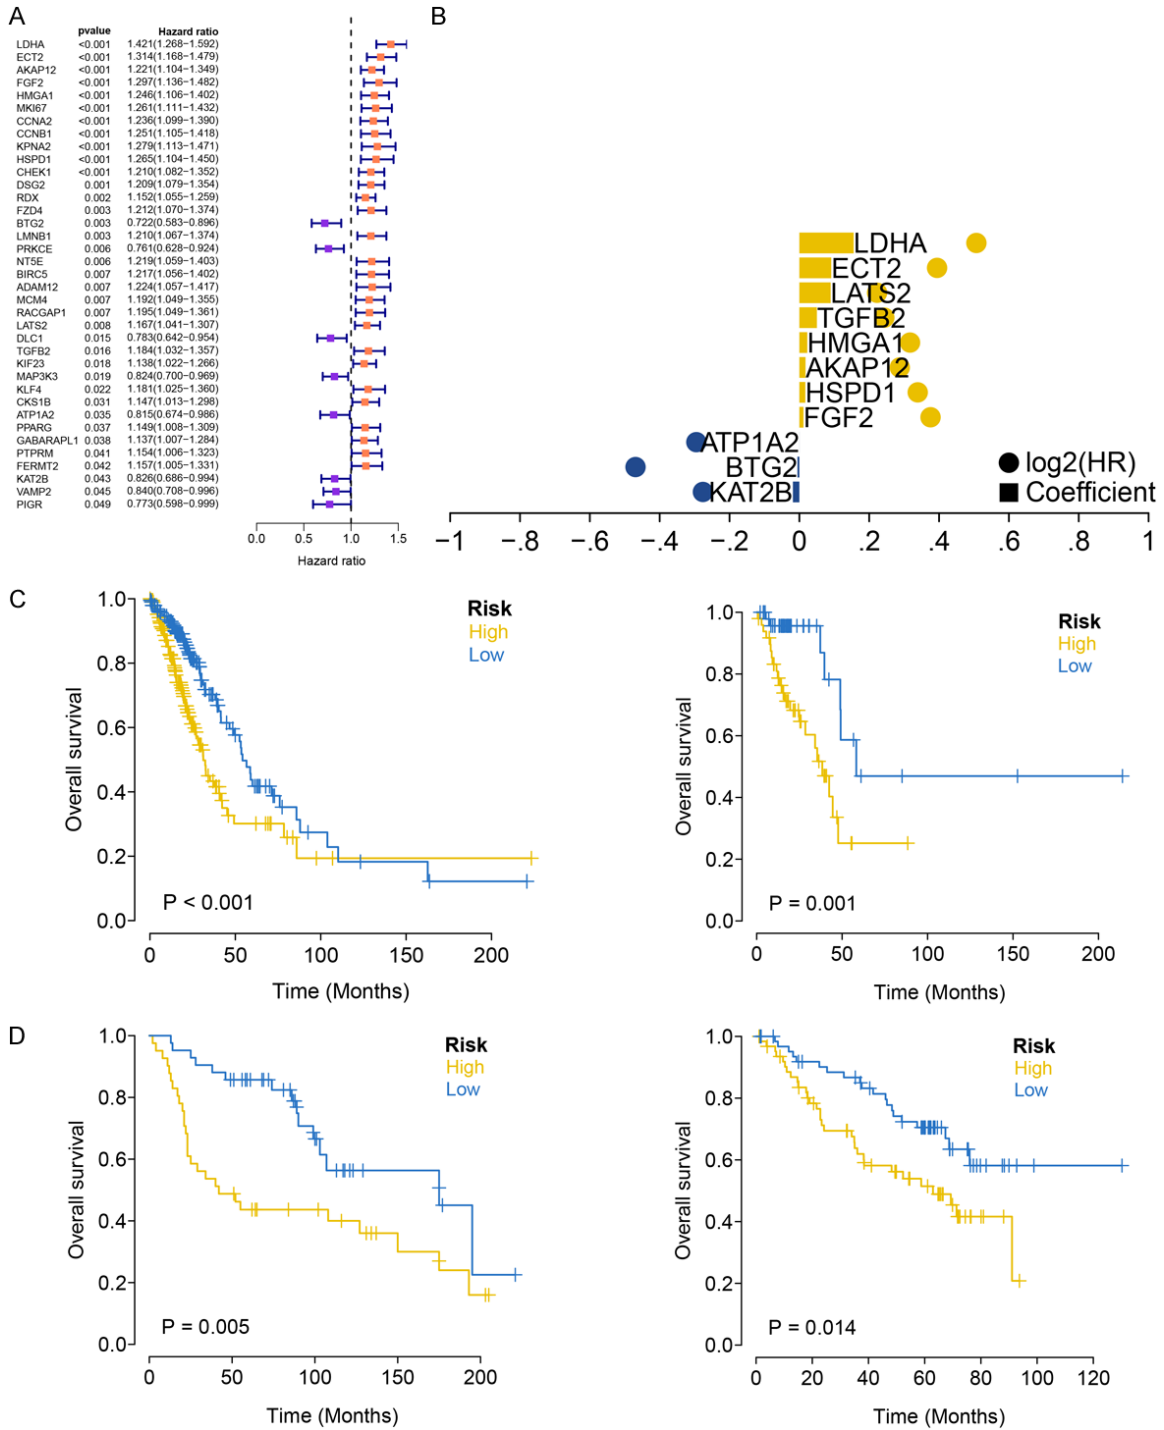 A
pvalue Hazard ratio
LDHA <0.001 1.421(1.268−1.592)
ECT2 <0.001 1.314(1.168−1.479)
AKAP12 <0.001 1.221(1.104−1.349)
FGF2 <0.001 1.297(1.136−1.482)
HMGA1 <0.001 1.246(1.106−1.402)
MKI67 <0.001 1.261(1.111−1.432)
CCNA2 <0.001 1.236(1.099−1.390)
CCNB1 <0.001 1.251(1.105−1.418)
KPNA2 <0.001 1.279(1.113−1.471)
HSPD1 <0.001 1.265(1.104−1.450)
CHEK1 <0.001 1.210(1.082−1.352)
DSG2 0.001 1.209(1.079−1.354)
RDX 0.002 1.152(1.055−1.259)
FZD4 0.003 1.212(1.070−1.374)
BTG2 0.003 0.722(0.583−0.896)
LMNB1 0.003 1.210(1.067−1.374)
PRKCE 0.006 0.761(0.628−0.924)
NT5E 0.006 1.219(1.059−1.403)
BIRC5 0.007 1.217(1.056−1.402)
ADAM12 0.007 1.224(1.057−1.417)
MCM4 0.007 1.192(1.049−1.355)
RACGAP1 0.007 1.195(1.049−1.361)
LATS2 0.008 1.167(1.041−1.307)
DLC1 0.015 0.783(0.642−0.954)
TGFB2 0.016 1.184(1.032−1.357)
KIF23 0.018 1.138(1.022−1.266)
MAP3K3 0.019 0.824(0.700−0.969)
KLF4 0.022 1.181(1.025−1.360)
CKS1B 0.031 1.147(1.013−1.298)
ATP1A2 0.035 0.815(0.674−0.986)
PPARG 0.037 1.149(1.008−1.309)
GABARAPL1 0.038 1.137(1.007−1.284)
PTPRM 0.041 1.154(1.006−1.323)
FERMT2 0.042 1.157(1.005−1.331)
KAT2B 0.043 0.826(0.686−0.994)
VAMP2 0.045 0.840(0.708−0.996)
PIGR 0.049 0.773(0.598−0.999)
0.0 0.5 1.0 1.5
Hazard ratio
B
LDHA
ECT2
LATS2
TGFB2
HMGA1
AKAP12
HSPD1
FGF2
ATP1A2
BTG2
KAT2B
log2(HR)
Coefficient
−1 −.8 −.6 −.4 −.2 0 .2 .4 .6 .8 1
C
Risk
High
Low
1.0
0.8
0.6
0.4
0.2
0.0
Overall survival
P < 0.001
0 50 100 150 200
Time (Months)
Risk
High
Low
1.0
0.8
0.6
0.4
0.2
0.0
Overall survival
P = 0.001
0 50 100 150 200
Time (Months)
D
Risk
High
Low
1.0
0.8
0.6
0.4
0.2
0.0
Overall survival
P = 0.005
0 50 100 150 200
Time (Months)
Risk
High
Low
1.0
0.8
0.6
0.4
0.2
0.0
Overall survival
P = 0.014
0 20 40 60 80 100 120
Time (Months)